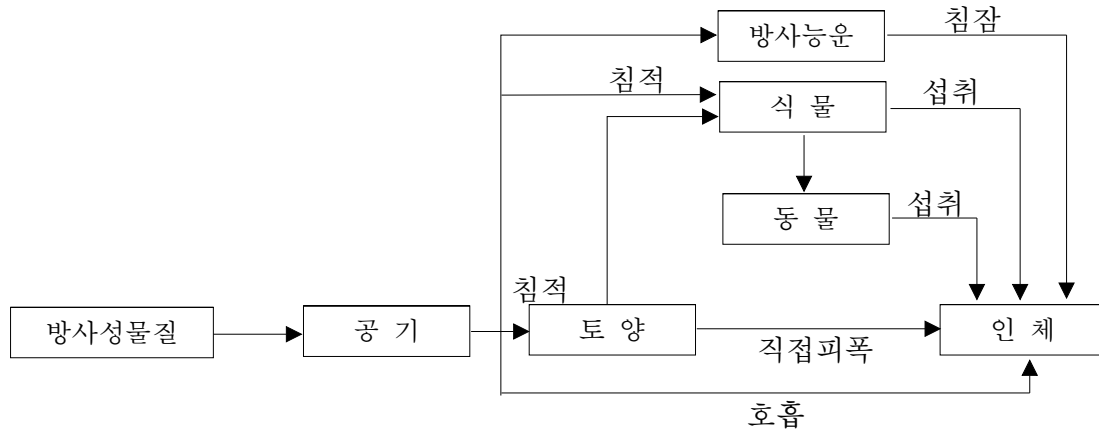 방사능운
침잠
침적
식 물
섭취
동 물
섭취
침적
방사성물질
공 기
토 양
직접피폭
인 체
호흡